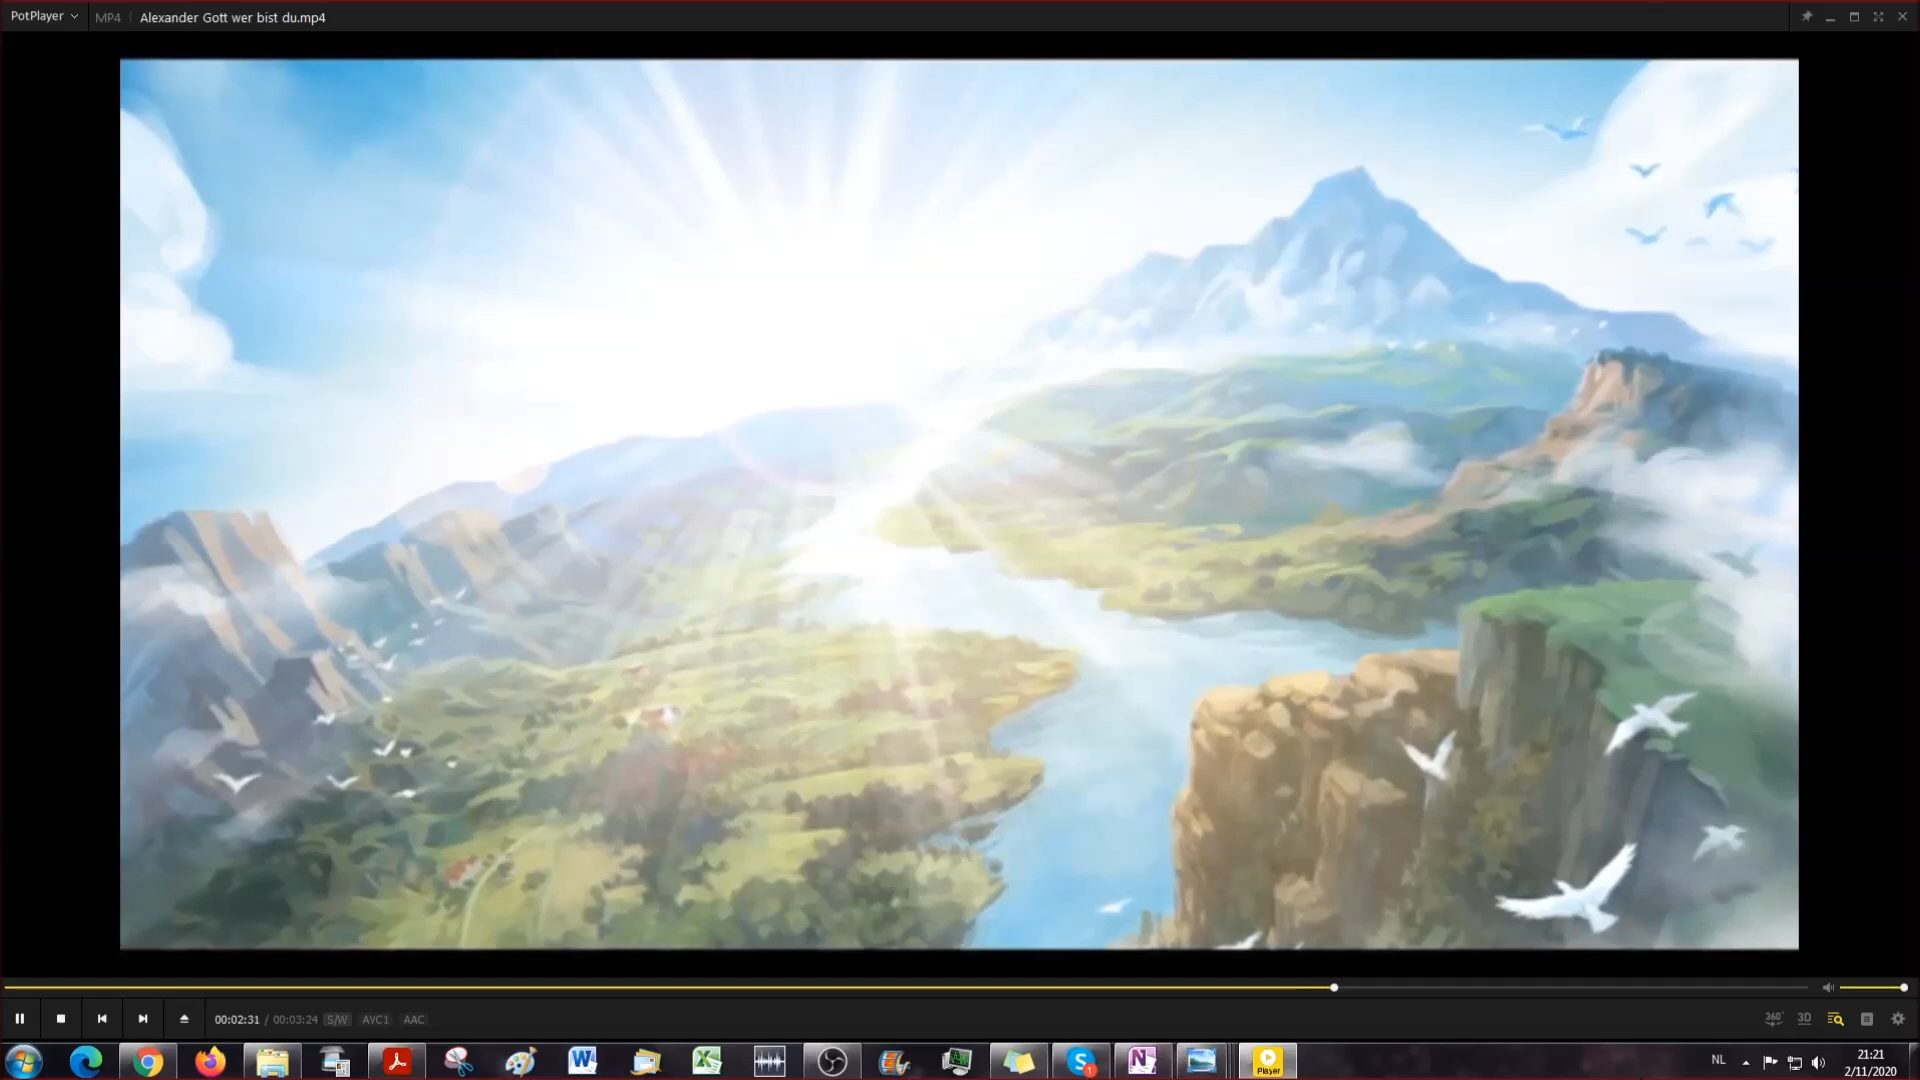 PotPlayer
MP4
Alexander Gott wer bist du.mp4
00:02:31 / 00:03:24 S/W AVC1 AAC
360° 3D
Player
NL
21:21
2/11/2020